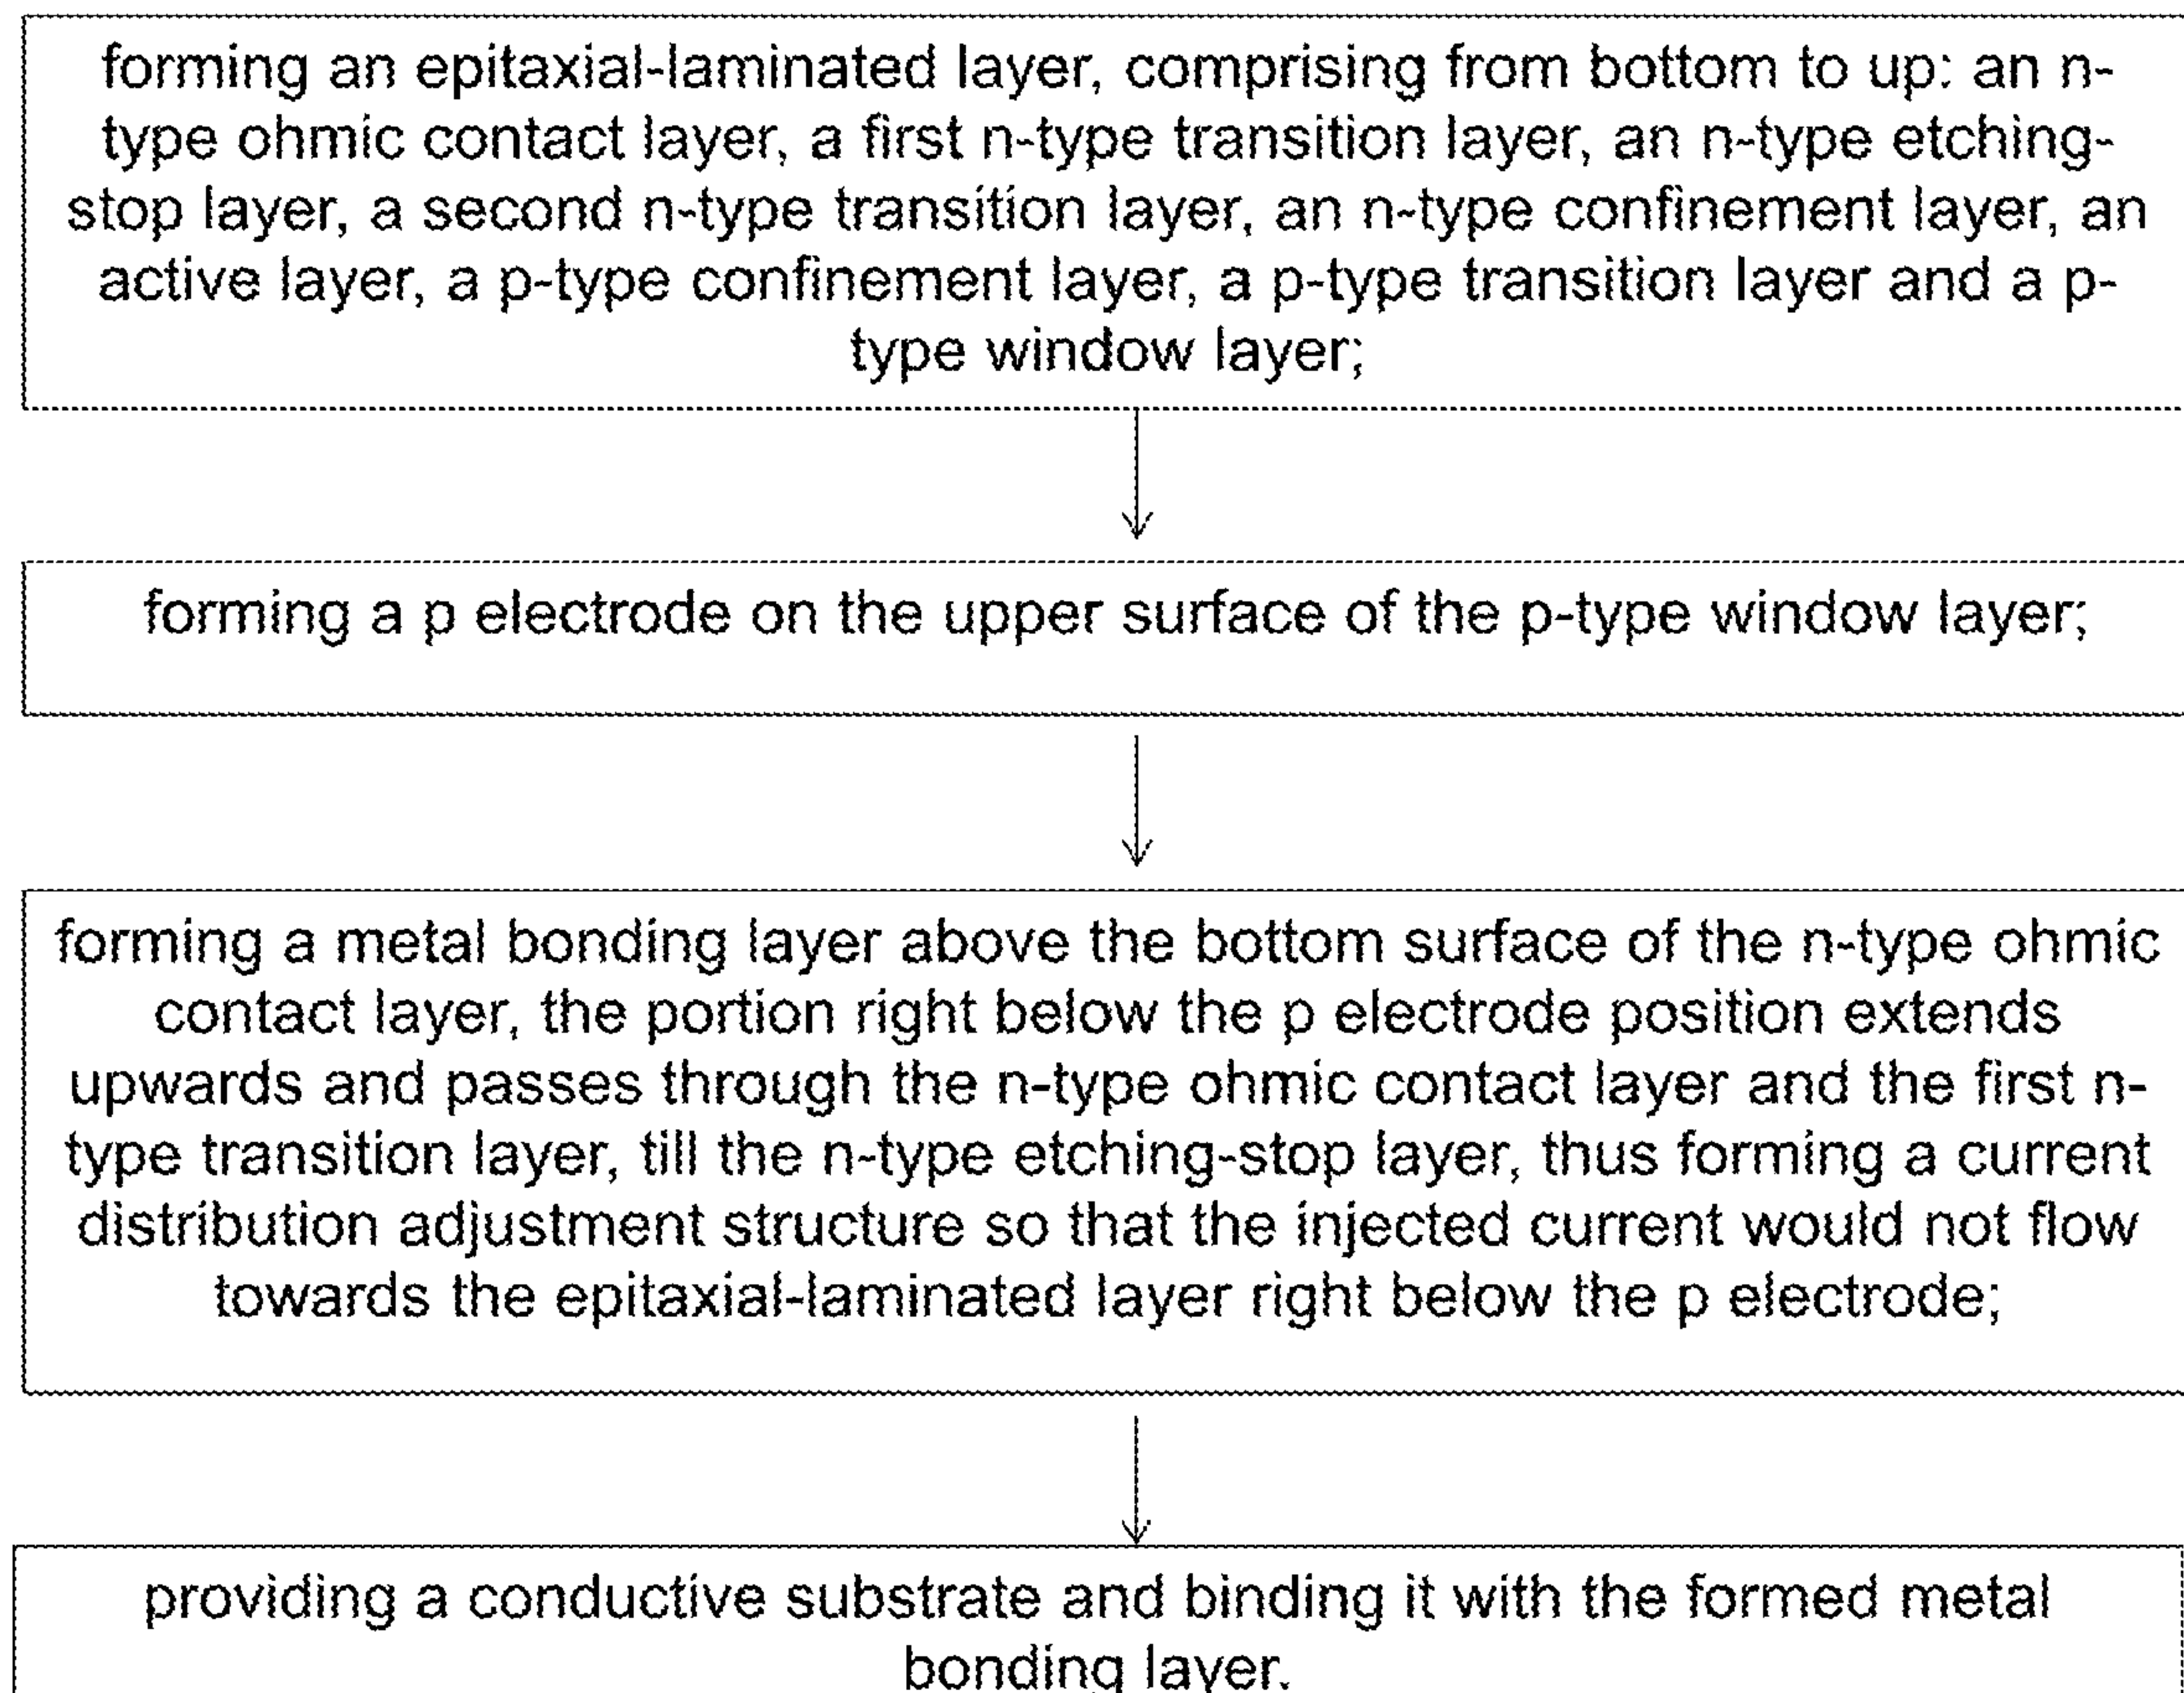 forming an epitaxial-laminated layer, comprising from bottom to up: an n-
type ohmic contact layer, a first n-type transition layer, an n-type etching-
stop layer, a second n-type transition layer, an n-type confinement layer, an
active layer, a p-type confinement layer, a p-type transition layer and a p-
type window layer;
forming a p electrode on the upper surface of the p-type window layer;
forming a metal bonding layer above the bottom surface of the n-type ohmic
contact layer, the portion right below the p electrode position extends
upwards and passes through the n-type ohmic contact layer and the first n-
type transition layer, till the n-type etching-stop layer, thus forming a current
distribution adjustment structure so that the injected current would not flow
towards the epitaxial-laminated layer right below the p electrode;
providing a conductive substrate and binding it with the formed metal
bonding layer.